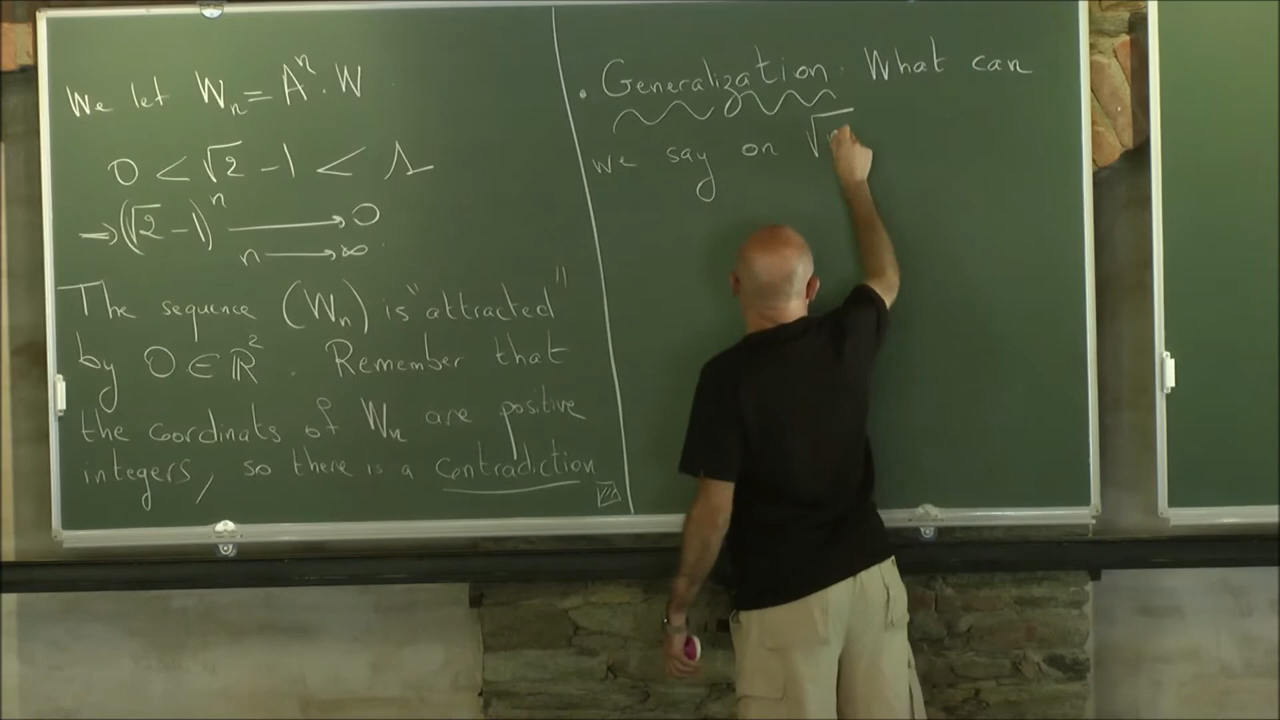 We let Wₙ = Aⁿ. W
0 < √2 - 1 < 1
→ (√2 - 1)ⁿ ⟶ 0
n ⟶ ∞
The sequence (Wₙ) is "attracted"
by O ∈ ℝ². Remember that
the coordinats of Wₙ are positive
integers, so there is a contradiction
. Generalization. What can
we say on √